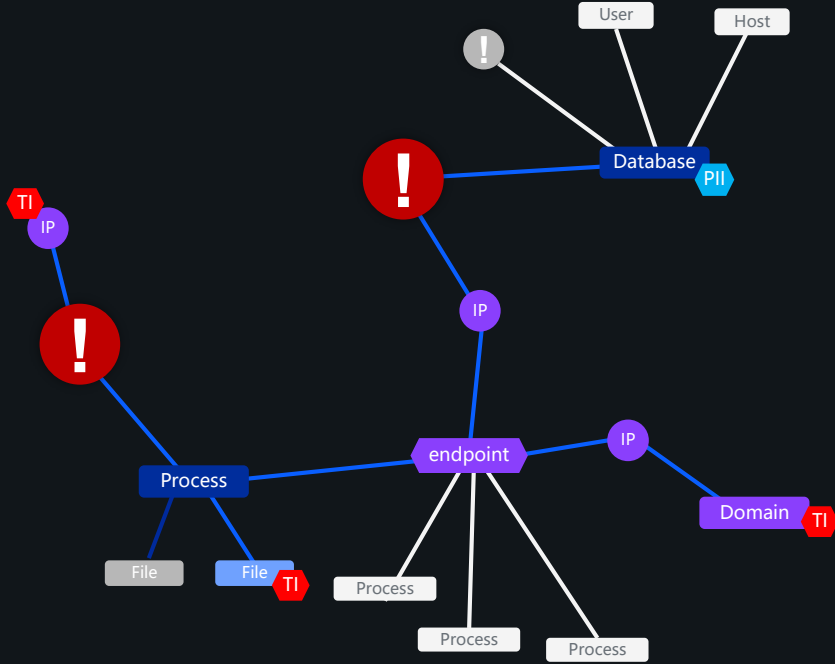 User
Host
!
Database
PII
!
TI
IP
IP
!
endpoint
IP
Process
Domain
TI
File
File
TI
Process
Process
Process